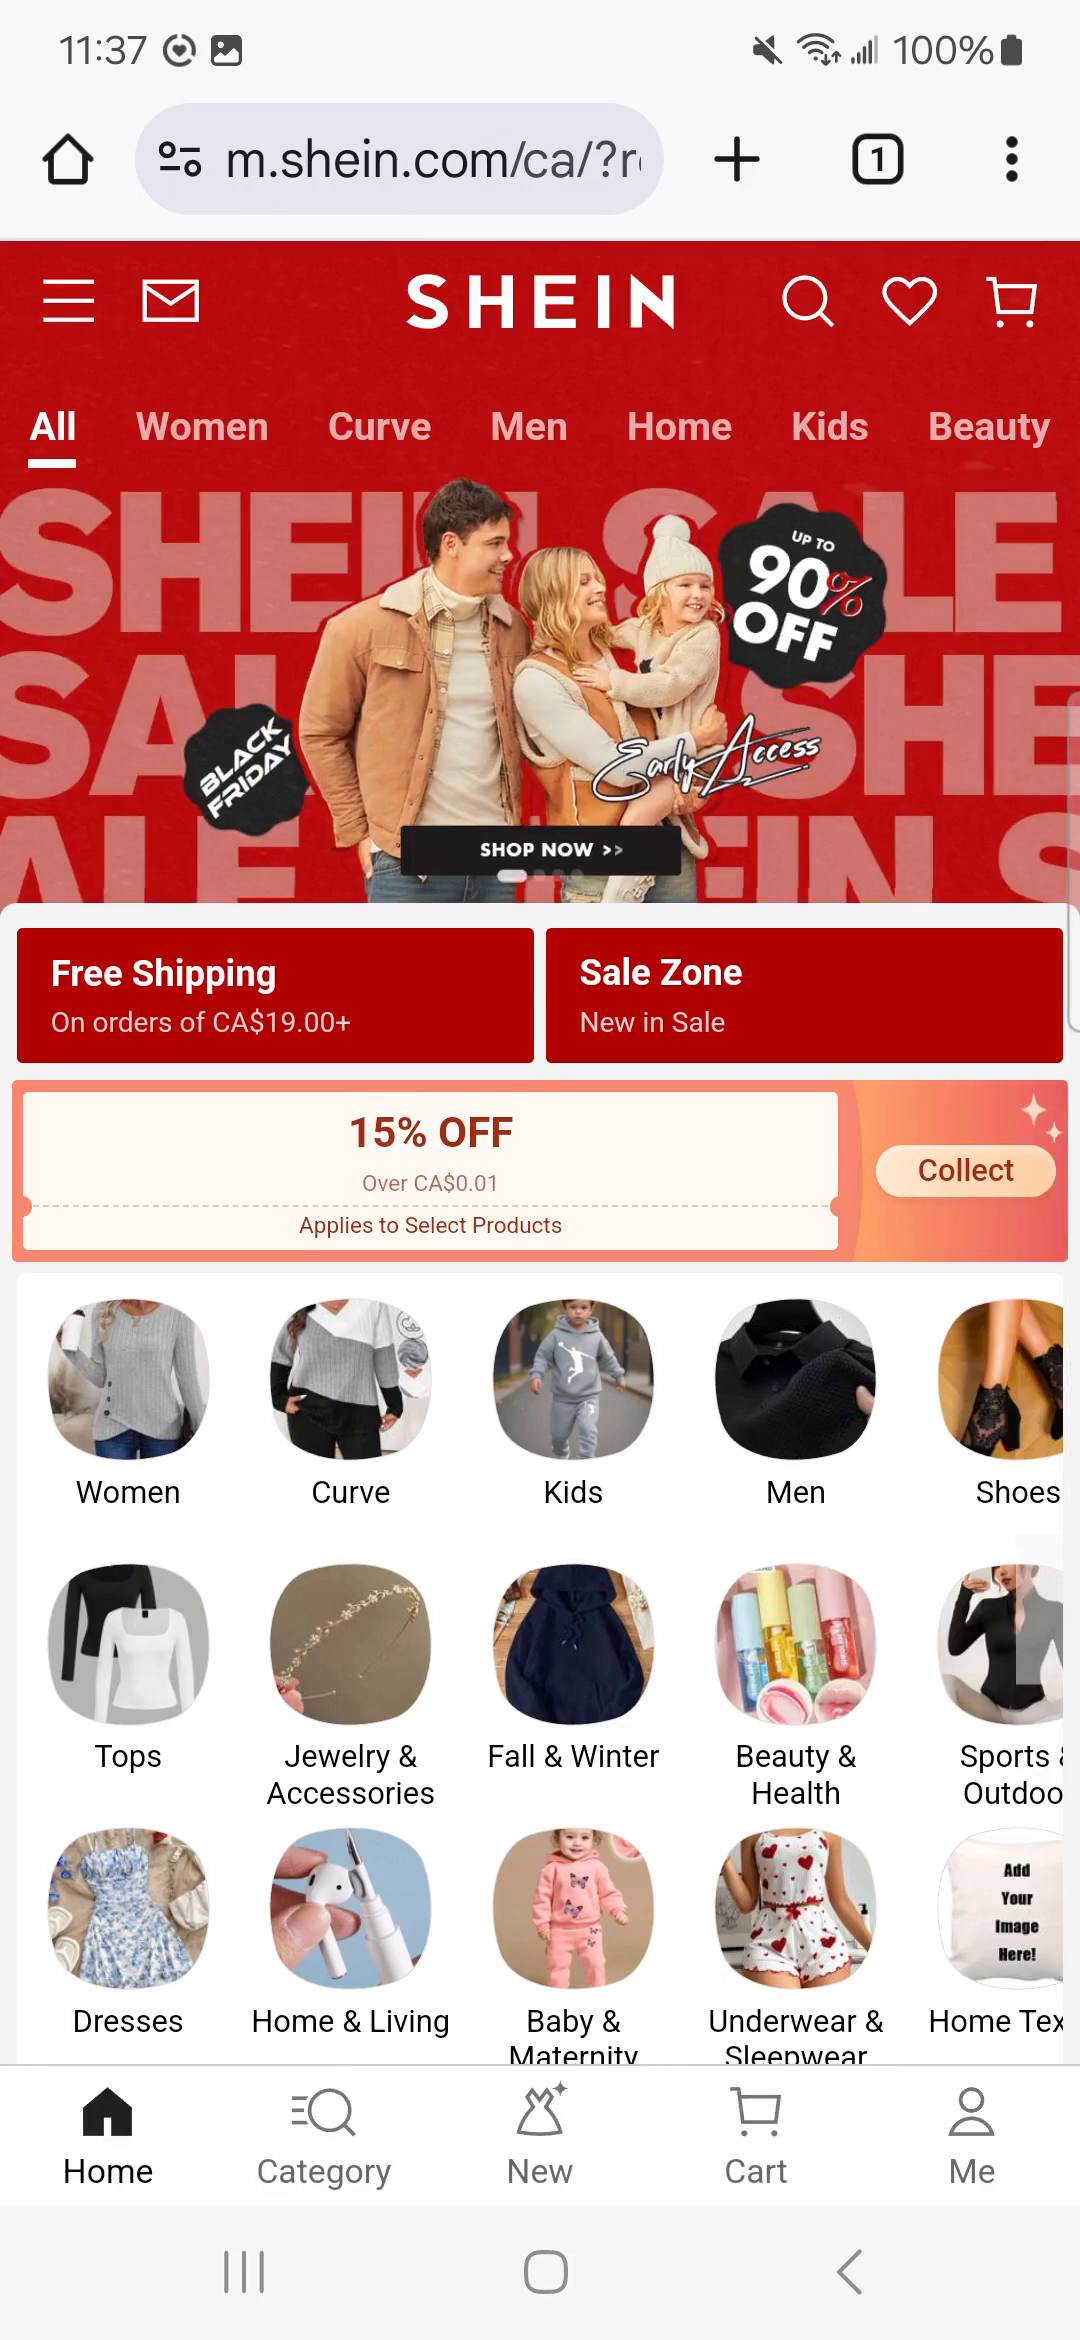 11:37
100%
m.shein.com/ca/?r
1
SHEIN
All Women Curve Men Home Kids Beauty
SHEIN SALE
UP TO
90%
OFF
SA
SHE
BLACK
FRIDAY
Early Access
ALE
EIN S
SHOP NOW >>
Free Shipping
On orders of CA$19.00+
Sale Zone
New in Sale
15% OFF
Over CA$0.01
Applies to Select Products
Collect
Women Curve Kids Men Shoes
Tops Jewelry & Fall & Winter Beauty & Sports &
Accessories Health Outdoo
Add
Your
Image
Here!
Dresses Home & Living Baby & Underwear & Home Tex
Maternity Sleepwear
Home Category New Cart Me